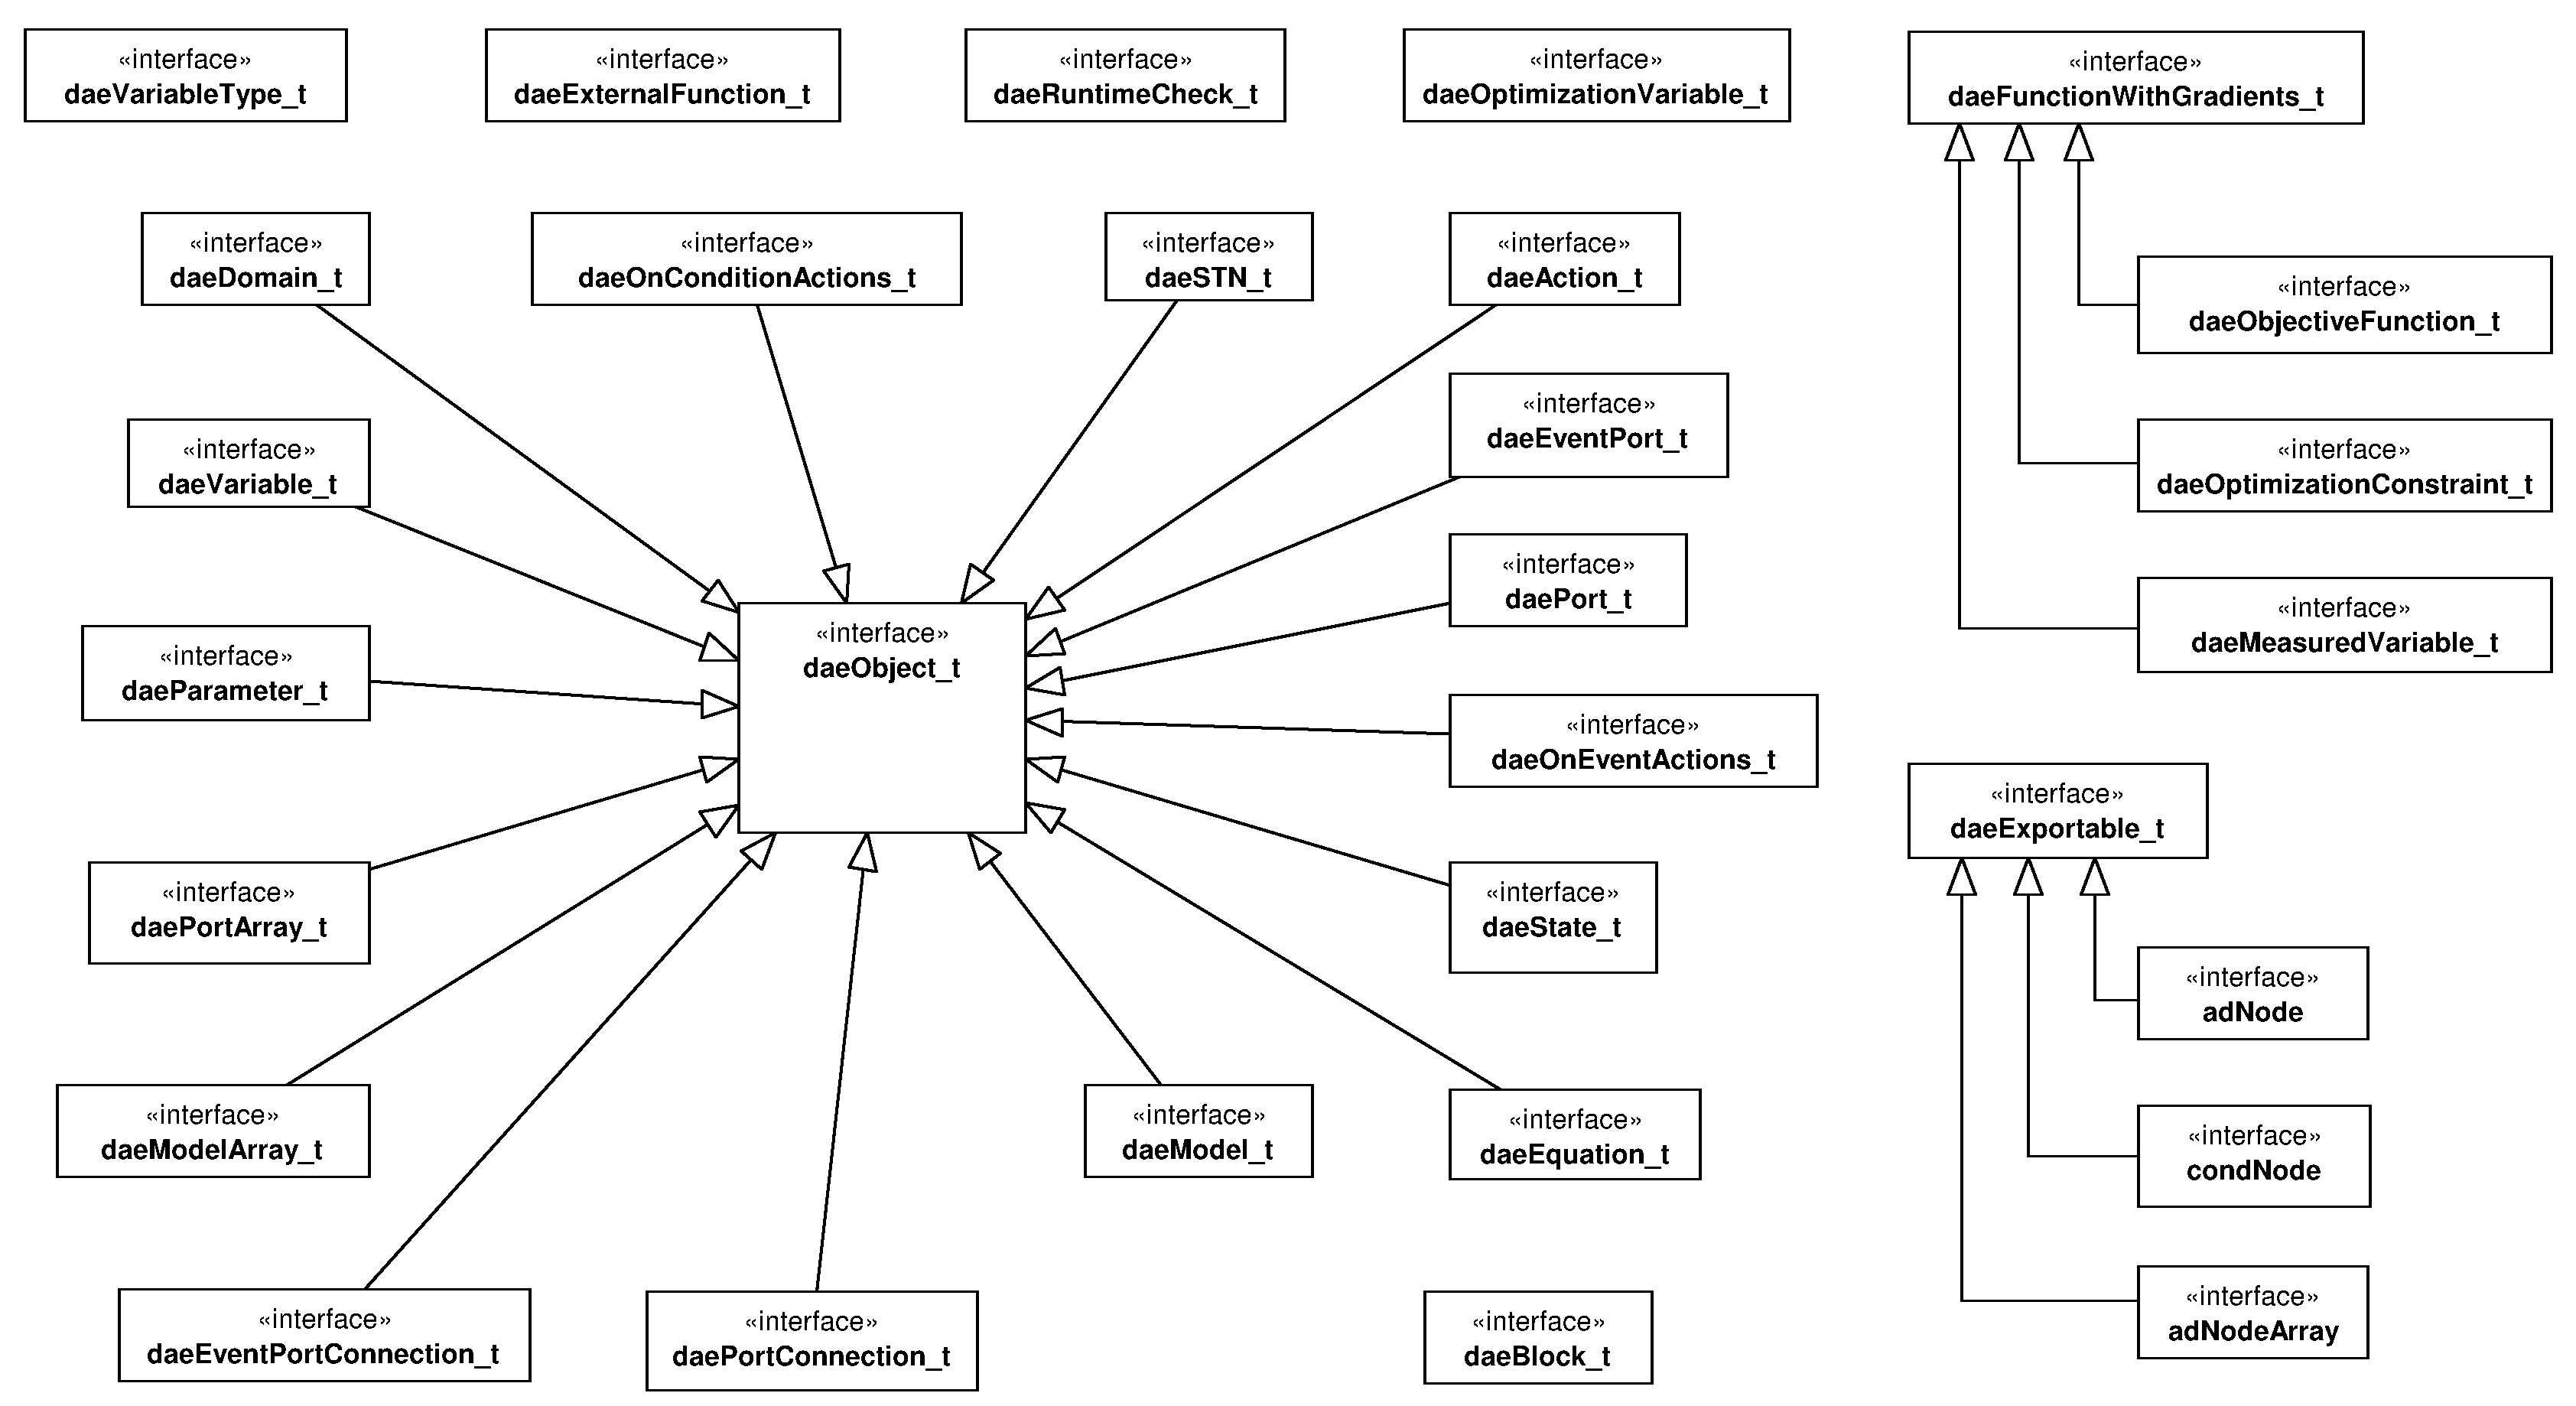 «interface»
daeVariableType_t
«interface»
daeExternalFunction_t
«interface»
daeRuntimeCheck_t
«interface»
daeOptimizationVariable_t
«interface»
daeFunctionWithGradients_t
«interface»
daeDomain_t
«interface»
daeOnConditionActions_t
«interface»
daeSTN_t
«interface»
daeAction_t
«interface»
daeObjectiveFunction_t
«interface»
daeEventPort_t
«interface»
daeVariable_t
«interface»
daeOptimizationConstraint_t
«interface»
daePort_t
«interface»
daeMeasuredVariable_t
«interface»
daeObject_t
«interface»
daeParameter_t
«interface»
daeOnEventActions_t
«interface»
daeExportable_t
«interface»
daePortArray_t
«interface»
daeState_t
«interface»
adNode
«interface»
daeModelArray_t
«interface»
daeModel_t
«interface»
daeEquation_t
«interface»
condNode
«interface»
daeEventPortConnection_t
«interface»
daePortConnection_t
«interface»
daeBlock_t
«interface»
adNodeArray